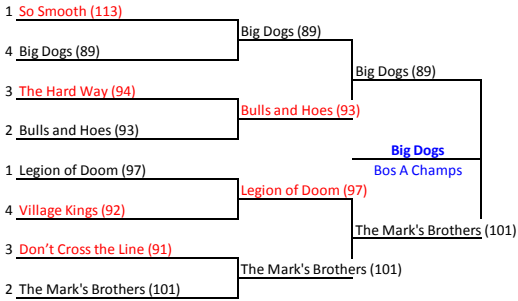 1 So Smooth (113)
Big Dogs (89)
4 Big Dogs (89)
Big Dogs (89)
3 The Hard Way (94)
Bulls and Hoes (93)
2 Bulls and Hoes (93)
Big Dogs
Bos A Champs
1 Legion of Doom (97)
Legion of Doom (97)
4 Village Kings (92)
The Mark's Brothers (101)
3 Don’t Cross the Line (91)
The Mark's Brothers (101)
2 The Mark's Brothers (101)